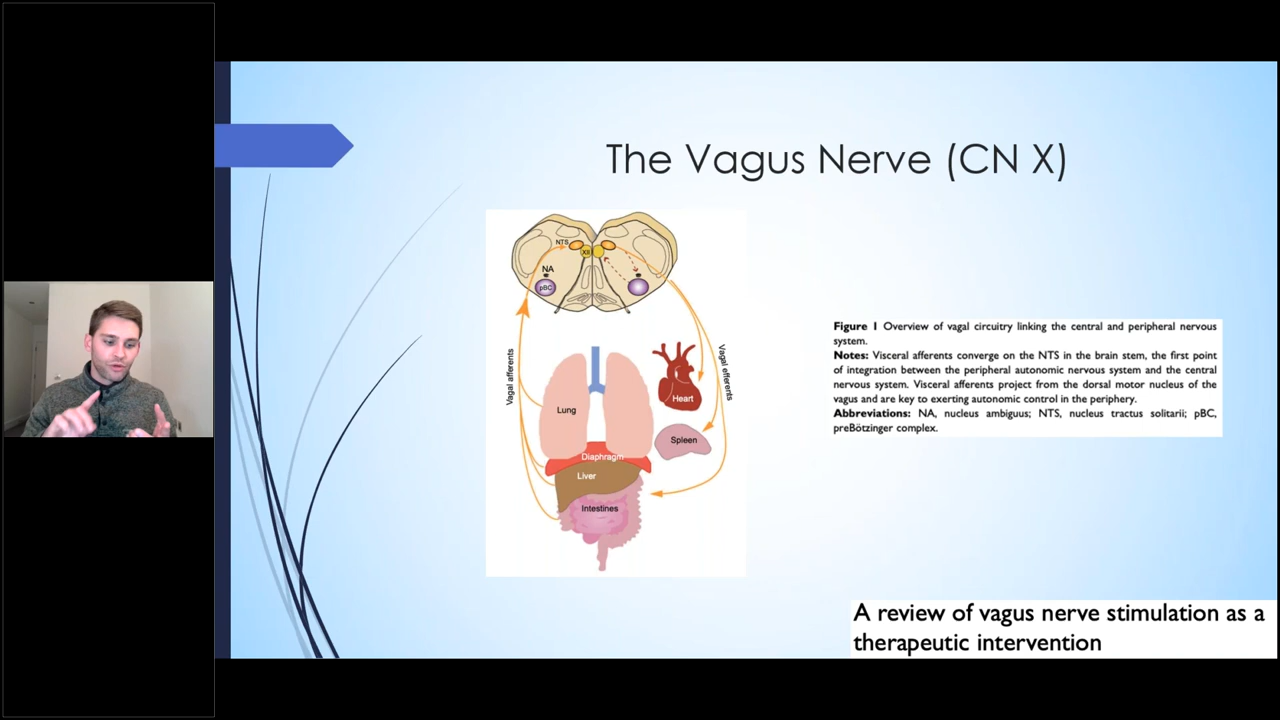 The Vagus Nerve (CN X)
NTS
XII
NA
pBC
Vagal afferents
Vagal efferents
Lung
Heart
Spleen
Diaphragm
Liver
Intestines
Figure 1 Overview of vagal circuitry linking the central and peripheral nervous
system.
Notes: Visceral afferents converge on the NTS in the brain stem, the first point
of integration between the peripheral autonomic nervous system and the central
nervous system. Visceral afferents project from the dorsal motor nucleus of the
vagus and are key to exerting autonomic control in the periphery.
Abbreviations: NA, nucleus ambiguus; NTS, nucleus tractus solitarii; pBC,
preBötzinger complex.
A review of vagus nerve stimulation as a
therapeutic intervention